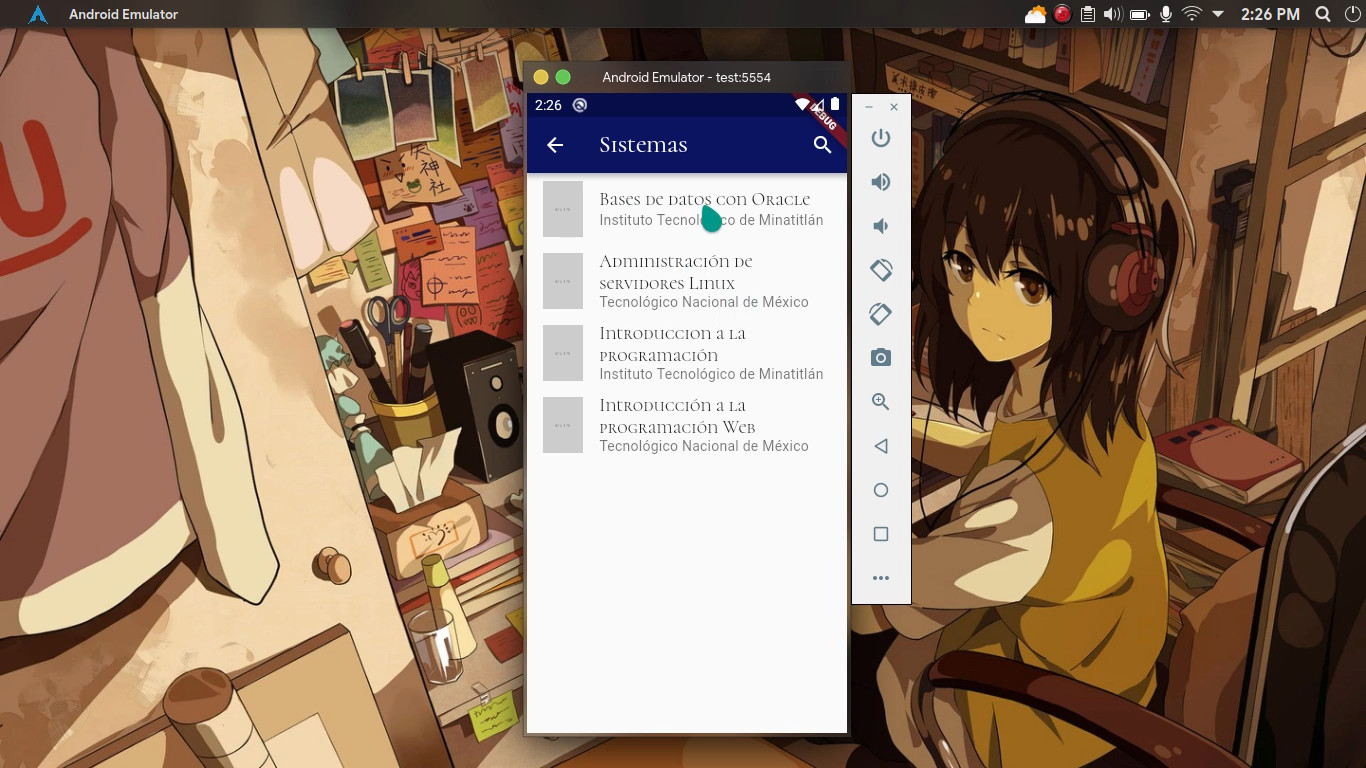 Android Emulator
2:26 PM
Android Emulator - test:5554
2:26
DEBUG
Sistemas
Bases de datos con Oracle
Instituto Tecnológico de Minatitlán
Administración de
servidores Linux
Tecnológico Nacional de México
Introduccion a la
programación
Instituto Tecnológico de Minatitlán
Introducción a la
programación Web
Tecnológico Nacional de México